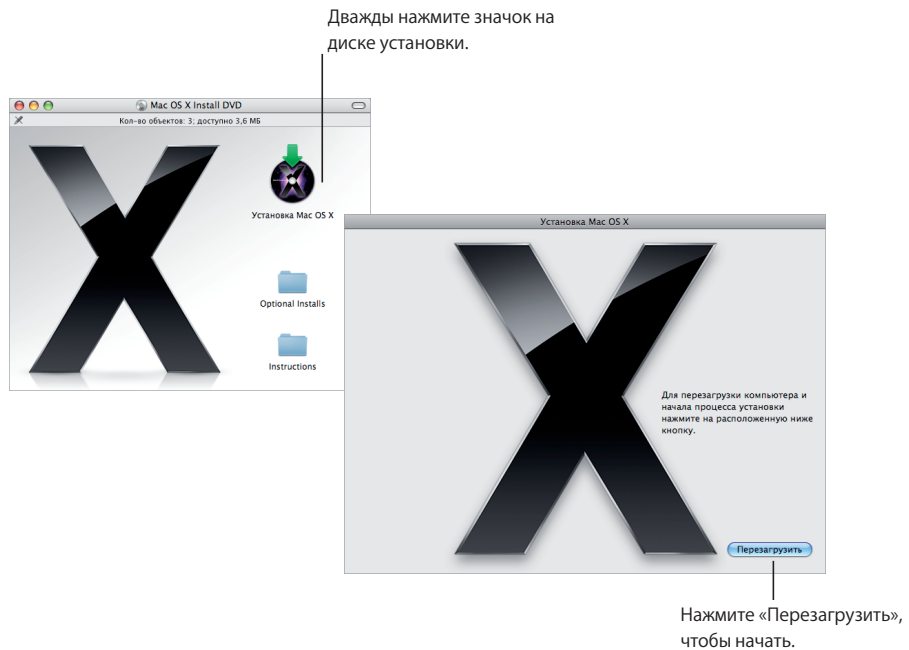 Дважды нажмите значок на
диске установки.
Mac OS X Install DVD
Кол-во объектов: 3; доступно 3,6 МБ
Установка Mac OS X
Optional Installs
Instructions
Установка Mac OS X
Для перезагрузки компьютера и
начала процесса установки
нажмите на расположенную ниже
кнопку.
Перезагрузить
Нажмите «Перезагрузить»,
чтобы начать.